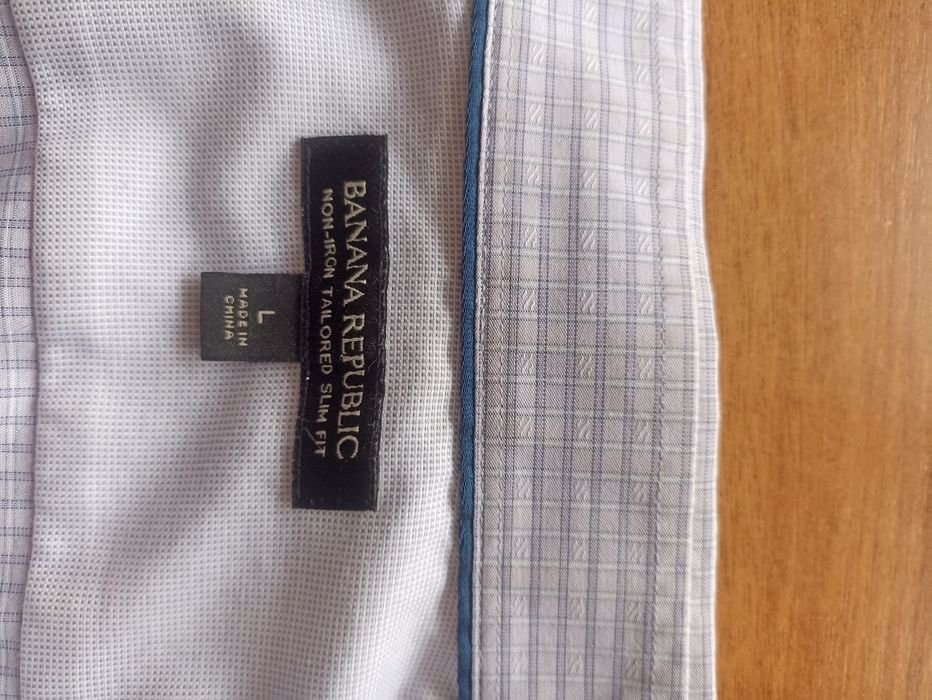 BANANA REPUBLIC
NON-IRON TAILORED SLIM FIT
L
MADE IN
CHINA